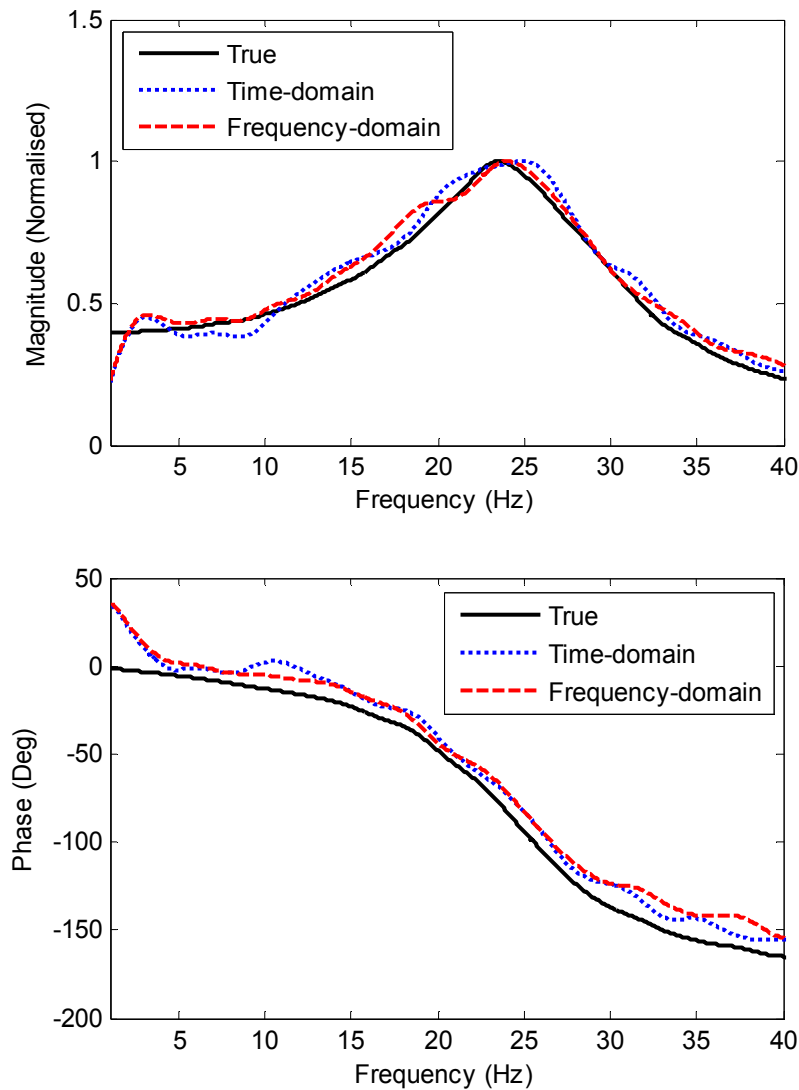 1.5
True
Time-domain
Frequency-domain
1
0.5
0
Magnitude (Normalised)
5 10 15 20 25 30 35 40
Frequency (Hz)
50
True
Time-domain
Frequency-domain
0
-50
-100
-150
-200
Phase (Deg)
5 10 15 20 25 30 35 40
Frequency (Hz)